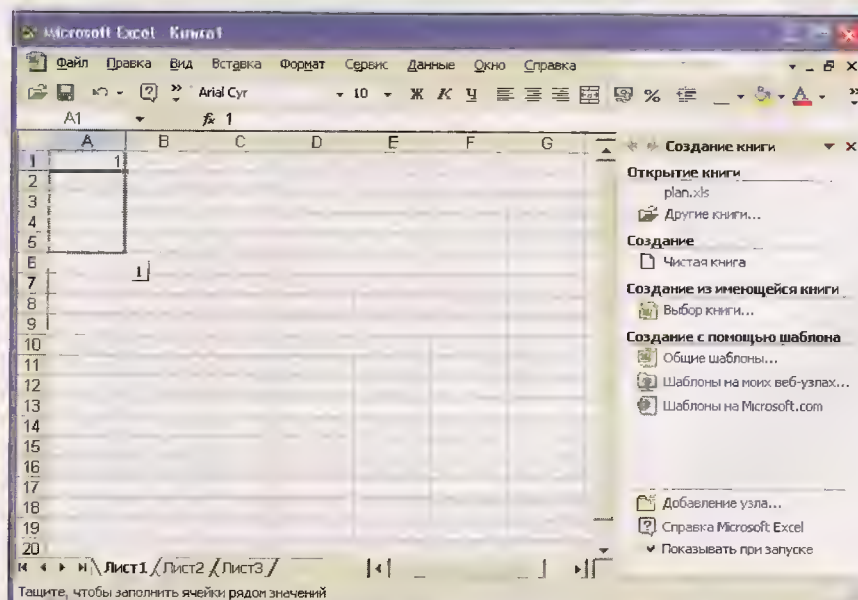 Microsoft Excel Книга1
Файл Правка Вид Вставка Формат Сервис Данные Окно Справка
Arial Cyr 10 Ж К Ч %
A1 fx 1
A B C D E F G
1 1
2
3
4
5
6
1
7
8
9
10
11
12
13
14
15
16
17
18
19
20
Лист1 Лист2 Лист3
Тащите, чтобы заполнить ячейки рядом значений
Создание книги
Открытие книги
plan.xls
Другие книги...
Создание
Чистая книга
Создание из имеющейся книги
Выбор книги...
Создание с помощью шаблона
Общие шаблоны...
Шаблоны на моих веб-узлах...
Шаблоны на Microsoft.com
Добавление узла...
Справка Microsoft Excel
Показывать при запуске